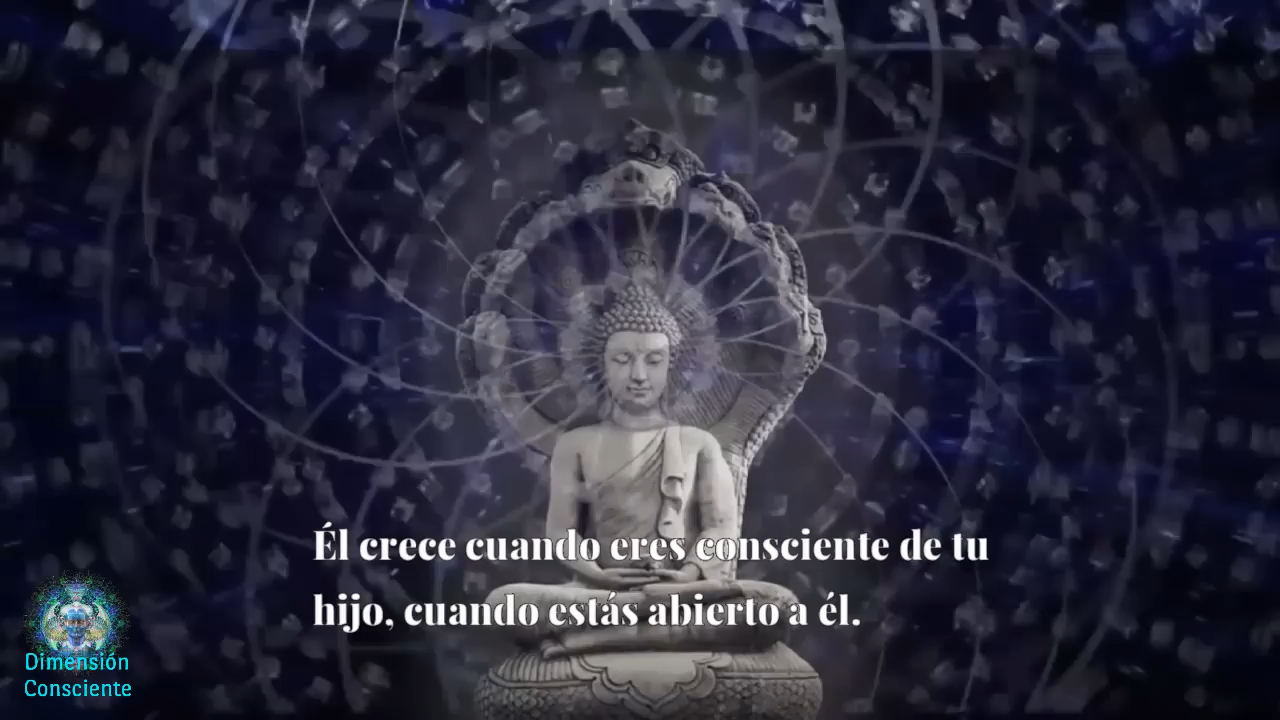 Él crece cuando eres consciente de tu
hijo, cuando estás abierto a él.
Dimensión
Consciente